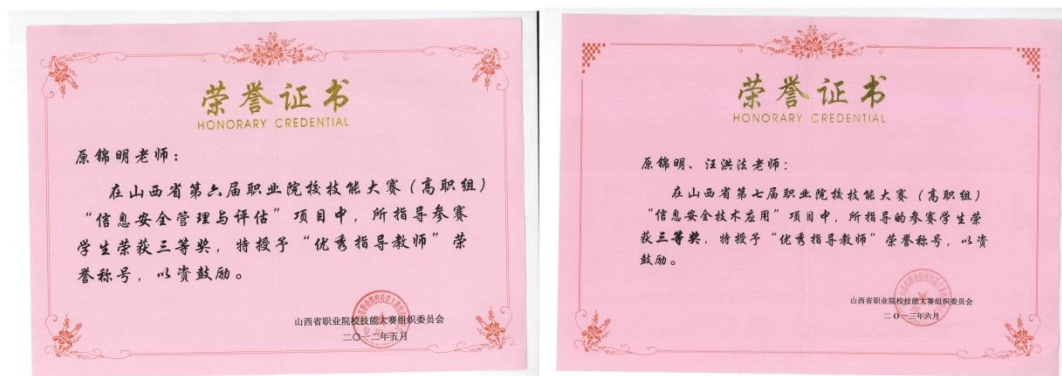 荣誉证书
HONORARY CREDENTIAL
原锦明老师：
在山西省第六届职业院校技能大赛（高职组）
“信息安全管理与评估”项目中，所指导参赛
学生荣获三等奖，特授予“优秀指导教师”荣
誉称号，以资鼓励。
山西省职业院校技能大赛组织委员会
二〇一二年五月
荣誉证书
HONORARY CREDENTIAL
原锦明、汪洪法老师：
在山西省第七届职业院校技能大赛（高职组）
“信息安全技术应用”项目中，所指导的参赛学生荣
获三等奖，特授予“优秀指导教师”荣誉称号，以资
鼓励。
山西省职业院校技能大赛组织委员会
二〇一三年六月